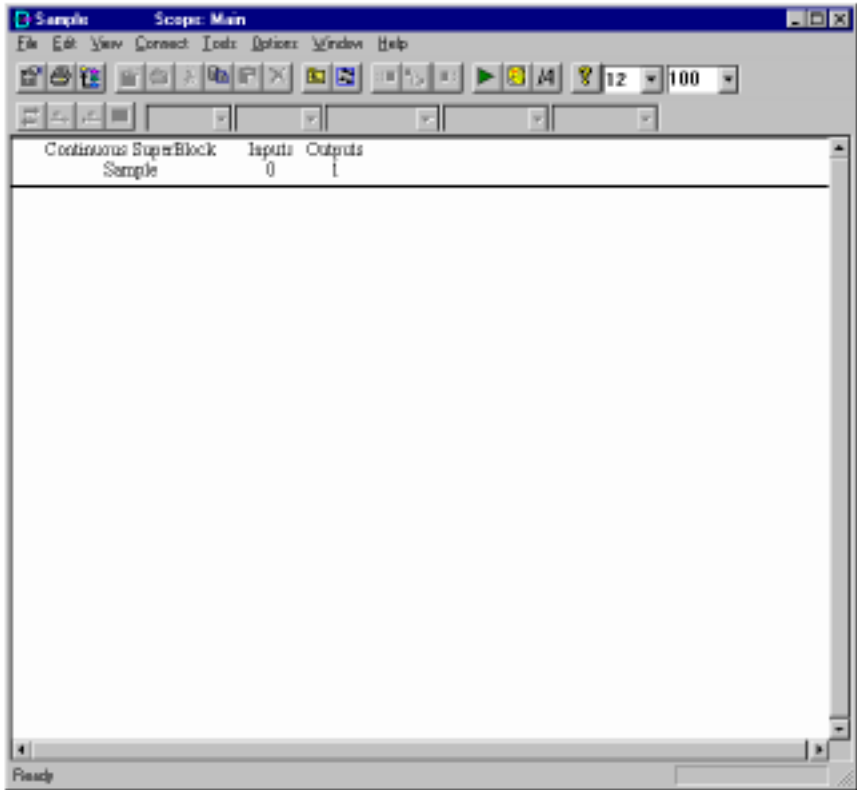 Sample Scope: Main
File Edit View Connect Tools Options Window Help
12 100
Continuous SuperBlock Inputs Outputs
Sample 0 1
Ready